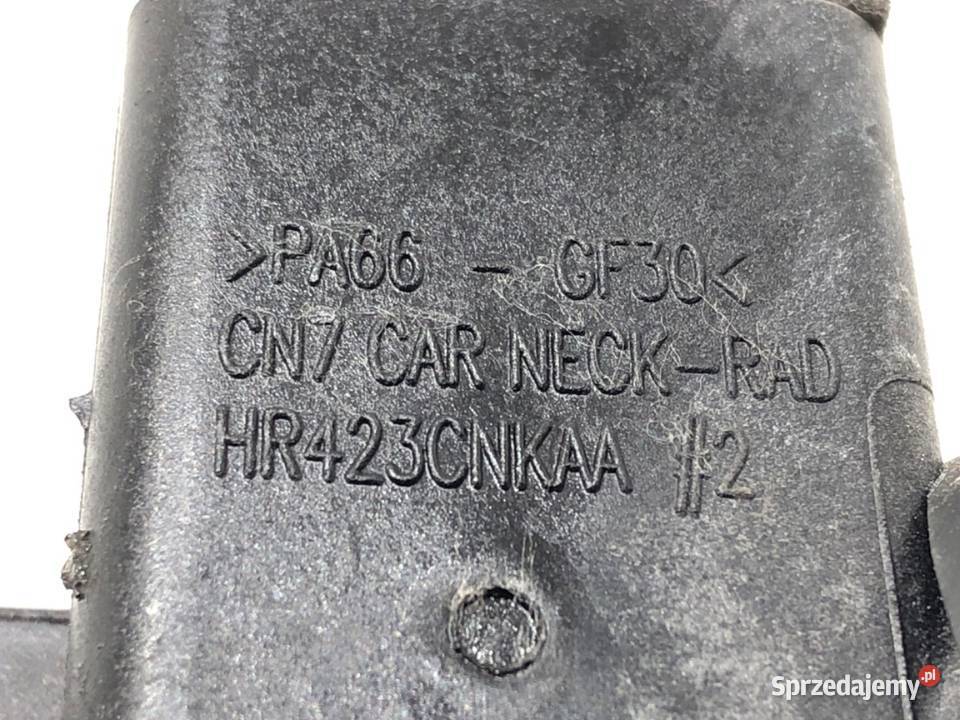 >PA66 - GF30<
CN7 CAR NECK-RAD
HR423CNKAA #2
Sprzedajemy.pl